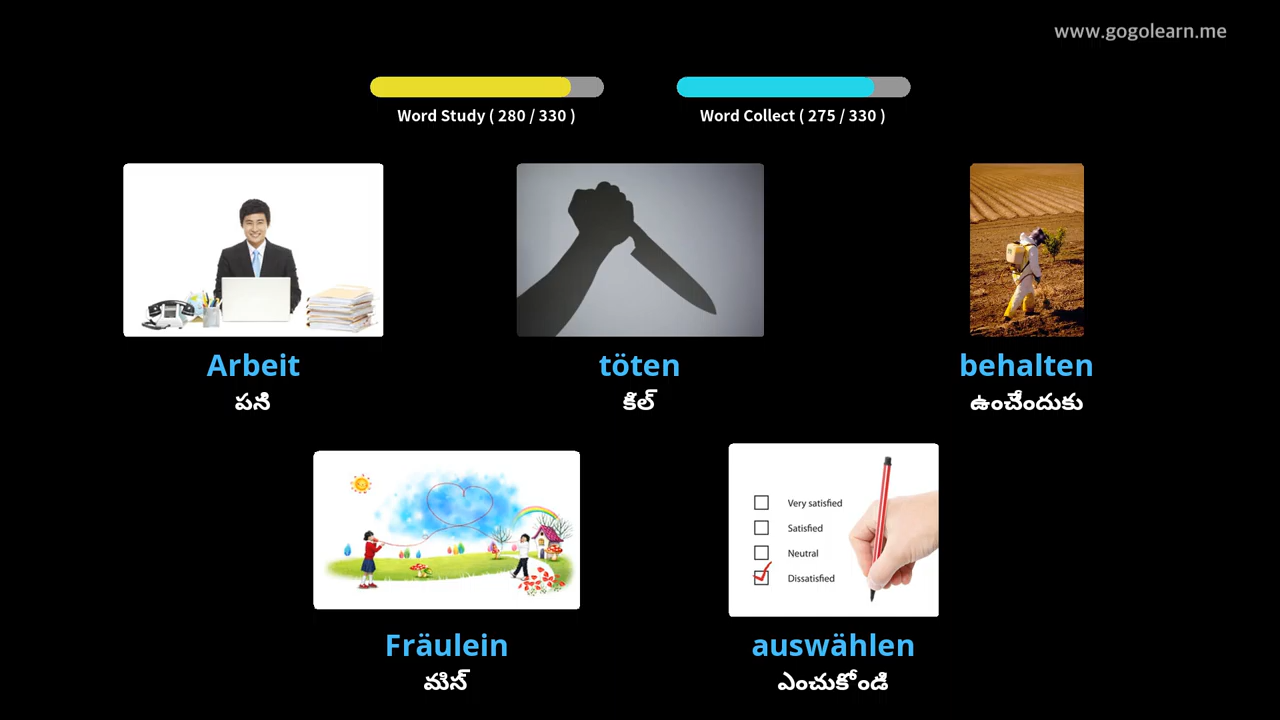 www.gogolearn.me
Word Study ( 280 / 330 )
Word Collect ( 275 / 330 )
Arbeit
పని
töten
కిల్
behalten
ఉంచేందుకు
Very satisfied
Satisfied
Neutral
Dissatisfied
Fräulein
మిస్
auswählen
ఎంచుకోండి